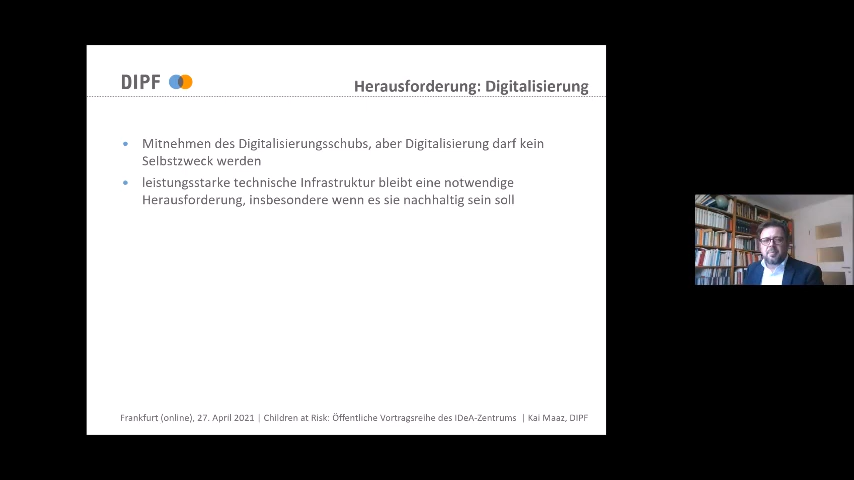 DIPF
Herausforderung: Digitalisierung
Mitnehmen des Digitalisierungsschubs, aber Digitalisierung darf kein
Selbstzweck werden
leistungsstarke technische Infrastruktur bleibt eine notwendige
Herausforderung, insbesondere wenn es sie nachhaltig sein soll
Frankfurt (online), 27. April 2021 | Children at Risk: Öffentliche Vortragsreihe des IDeA-Zentrums | Kai Maaz, DIPF